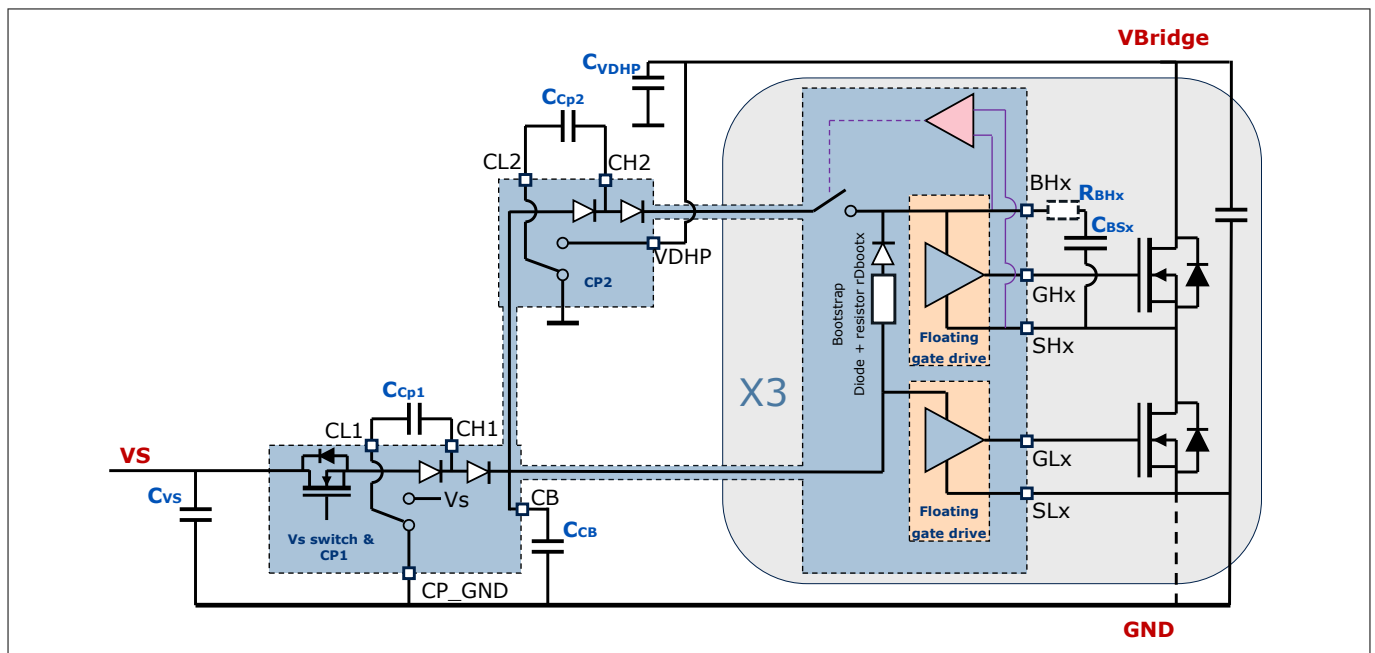 VBridge
CVDHP
CCp2
CL2
CH2
BHx
RBHx
CBSx
VDHP
CP2
GHx
Bootstrap
Diode + resistor rDbootx
Floating
gate drive
SHx
X3
CCp1
CL1
CH1
VS
GLx
CVS
Vs
CB
SLx
CCB
Vs switch &
CP1
Floating
gate drive
CP_GND
GND